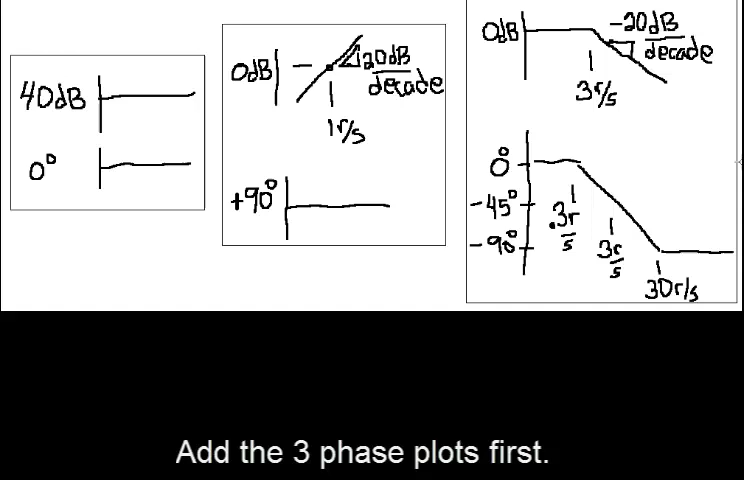 40dB
0°
0dB
20dB
decade
1r/s
+90°
0dB
-20dB
decade
3r/s
0°
-45°
-90°
.3r
s
3r
s
30r/s
Add the 3 phase plots first.